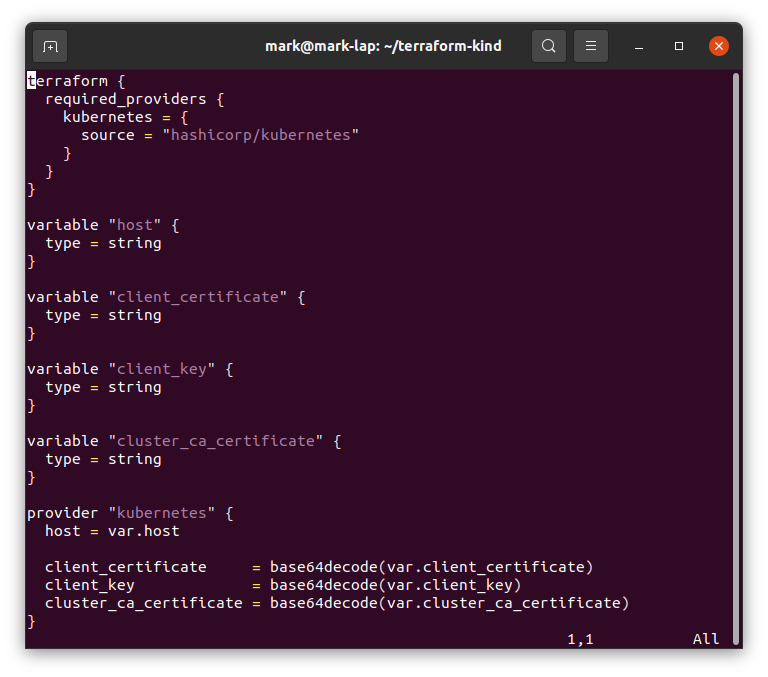 mark@mark-lap: ~/terraform-kind
terraform {
  required_providers {
    kubernetes = {
      source = "hashicorp/kubernetes"
    }
  }
}

variable "host" {
  type = string
}

variable "client_certificate" {
  type = string
}

variable "client_key" {
  type = string
}

variable "cluster_ca_certificate" {
  type = string
}

provider "kubernetes" {
  host = var.host

  client_certificate     = base64decode(var.client_certificate)
  client_key             = base64decode(var.client_key)
  cluster_ca_certificate = base64decode(var.cluster_ca_certificate)
}
1,1 All